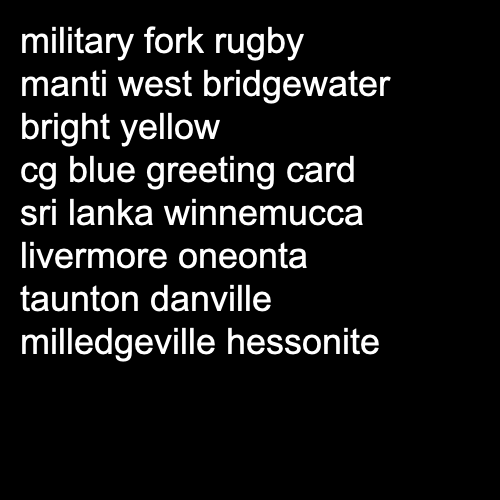 military fork rugby
manti west bridgewater
bright yellow
cg blue greeting card
sri lanka winnemucca
livermore oneonta
taunton danville
milledgeville hessonite